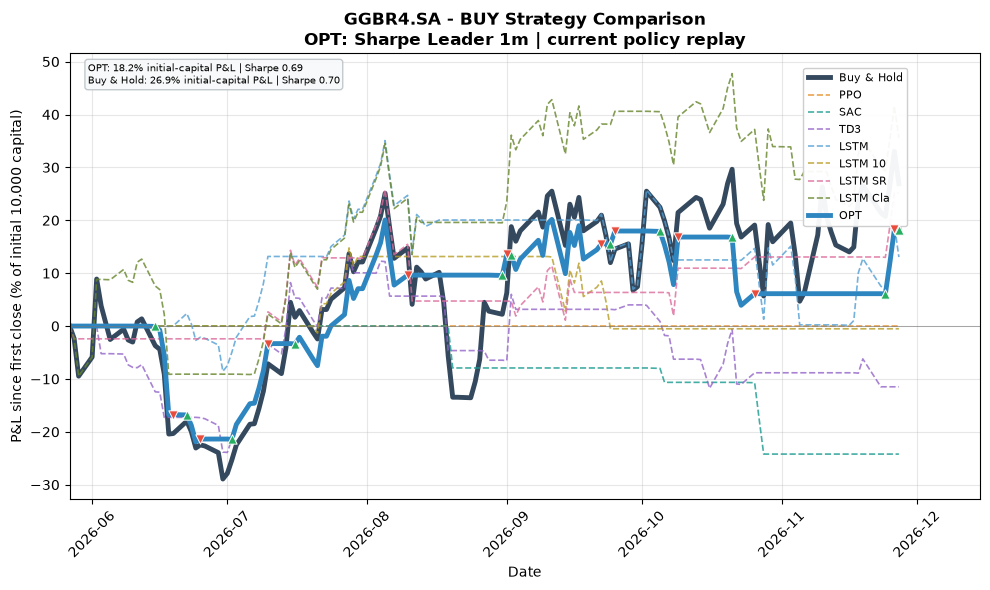 GGBR4.SA - BUY Strategy Comparison
OPT: Sharpe Leader 1m | current policy replay
OPT: 18.2% initial-capital P&L | Sharpe 0.69
Buy & Hold: 26.9% initial-capital P&L | Sharpe 0.70
Buy & Hold
PPO
SAC
TD3
LSTM
LSTM 10
LSTM SR
LSTM Cla
OPT
P&L since first close (% of initial 10,000 capital)
50
40
30
20
10
0
−10
−20
−30
2026-06
2026-07
2026-08
2026-09
2026-10
2026-11
2026-12
Date